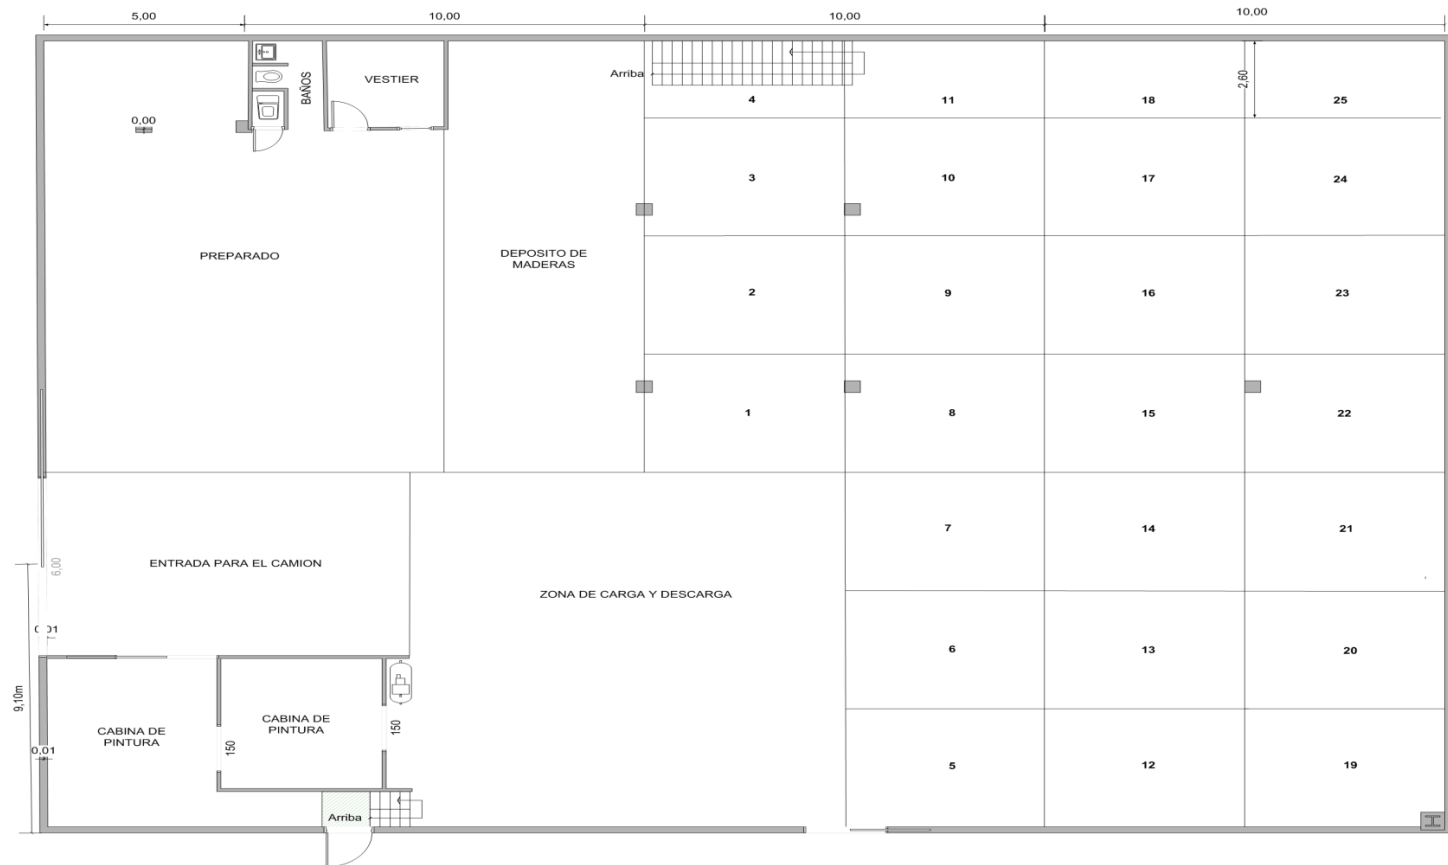 5,00
10,00
10,00
10,00
BAÑOS
VESTIER
Arriba
2,60
4
11
18
25
0,00
3
10
17
24
PREPARADO
DEPOSITO DE
MADERAS
2
9
16
23
1
8
15
22
7
14
21
ENTRADA PARA EL CAMION
6,00
ZONA DE CARGA Y DESCARGA
0,01
6
13
20
9,10m
CABINA DE
PINTURA
CABINA DE
PINTURA
150
150
0,01
5
12
19
Arriba